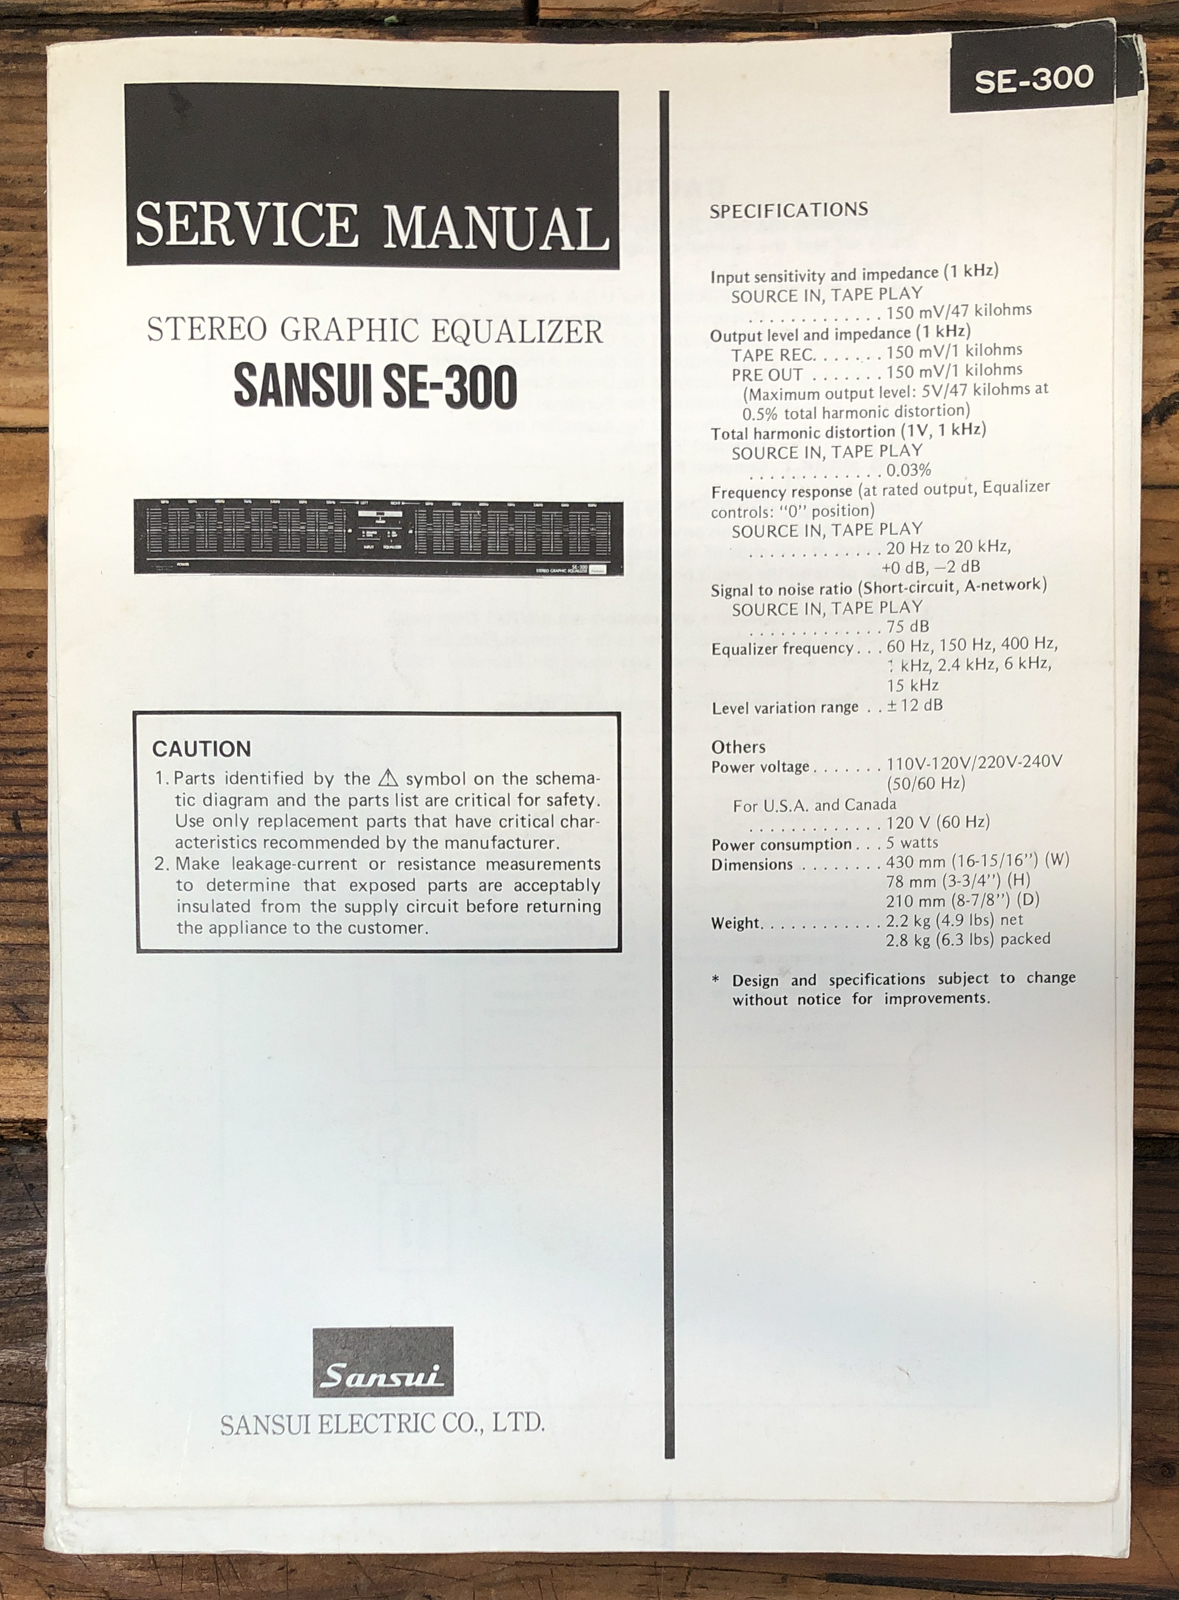 SE-300
SERVICE MANUAL
STEREO GRAPHIC EQUALIZER
SANSUI SE-300
CAUTION
1. Parts identified by the ⚠ symbol on the schema-
tic diagram and the parts list are critical for safety.
Use only replacement parts that have critical char-
acteristics recommended by the manufacturer.
2. Make leakage-current or resistance measurements
to determine that exposed parts are acceptably
insulated from the supply circuit before returning
the appliance to the customer.
Sansui
SANSUI ELECTRIC CO., LTD.
SPECIFICATIONS
Input sensitivity and impedance (1 kHz)
SOURCE IN, TAPE PLAY
. . . . . . . . . . . . . 150 mV/47 kilohms
Output level and impedance (1 kHz)
TAPE REC. . . . . . . 150 mV/1 kilohms
PRE OUT . . . . . . . 150 mV/1 kilohms
(Maximum output level: 5V/47 kilohms at
0.5% total harmonic distortion)
Total harmonic distortion (1V, 1 kHz)
SOURCE IN, TAPE PLAY
. . . . . . . . . . . . . 0.03%
Frequency response (at rated output, Equalizer
controls: "0" position)
SOURCE IN, TAPE PLAY
. . . . . . . . . . . . . 20 Hz to 20 kHz,
+0 dB, −2 dB
Signal to noise ratio (Short-circuit, A-network)
SOURCE IN, TAPE PLAY
. . . . . . . . . . . . . 75 dB
Equalizer frequency . . . 60 Hz, 150 Hz, 400 Hz,
1 kHz, 2.4 kHz, 6 kHz,
15 kHz
Level variation range . . ± 12 dB
Others
Power voltage . . . . . . . 110V-120V/220V-240V
(50/60 Hz)
For U.S.A. and Canada
. . . . . . . . . . . . . 120 V (60 Hz)
Power consumption . . . 5 watts
Dimensions . . . . . . . . 430 mm (16-15/16") (W)
78 mm (3-3/4") (H)
210 mm (8-7/8") (D)
Weight. . . . . . . . . . . . 2.2 kg (4.9 lbs) net
2.8 kg (6.3 lbs) packed
* Design and specifications subject to change
without notice for improvements.